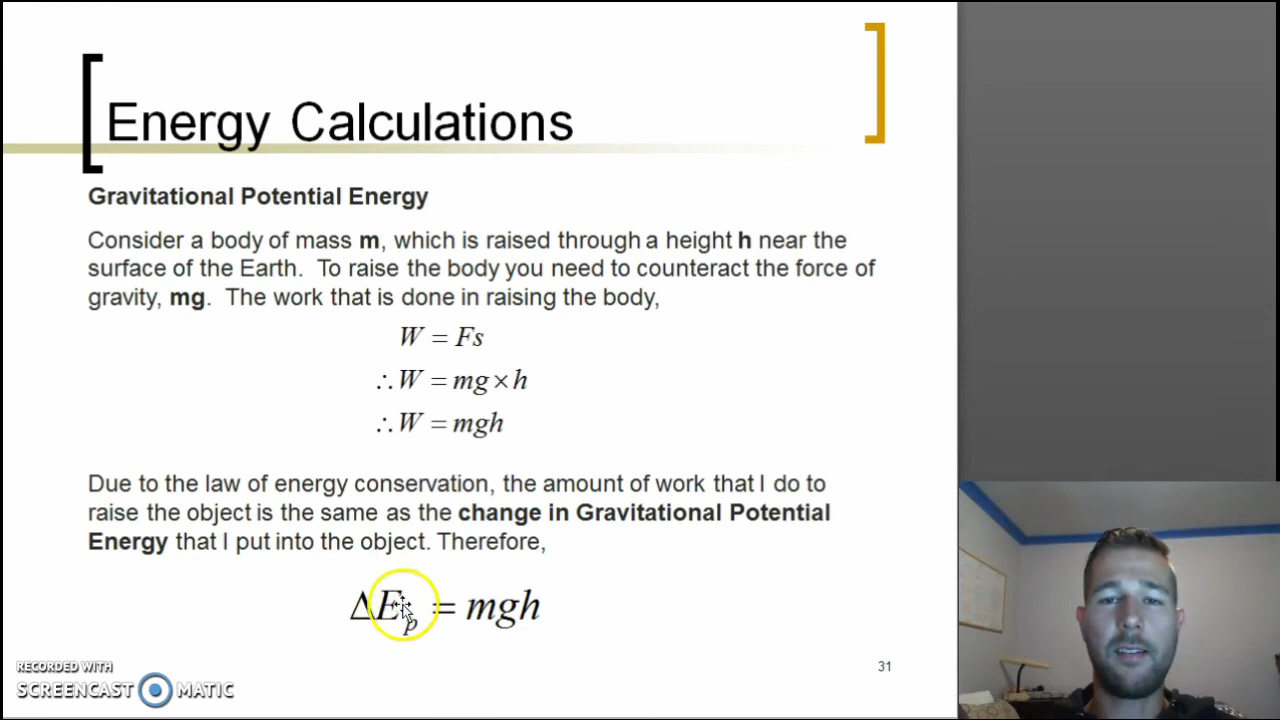 Energy Calculations
Gravitational Potential Energy
Consider a body of mass m, which is raised through a height h near the
surface of the Earth. To raise the body you need to counteract the force of
gravity, mg. The work that is done in raising the body,
W = Fs
∴ W = mg × h
∴ W = mgh
Due to the law of energy conservation, the amount of work that I do to
raise the object is the same as the change in Gravitational Potential
Energy that I put into the object. Therefore,
ΔEₚ = mgh
31
RECORDED WITH
SCREENCAST MATIC